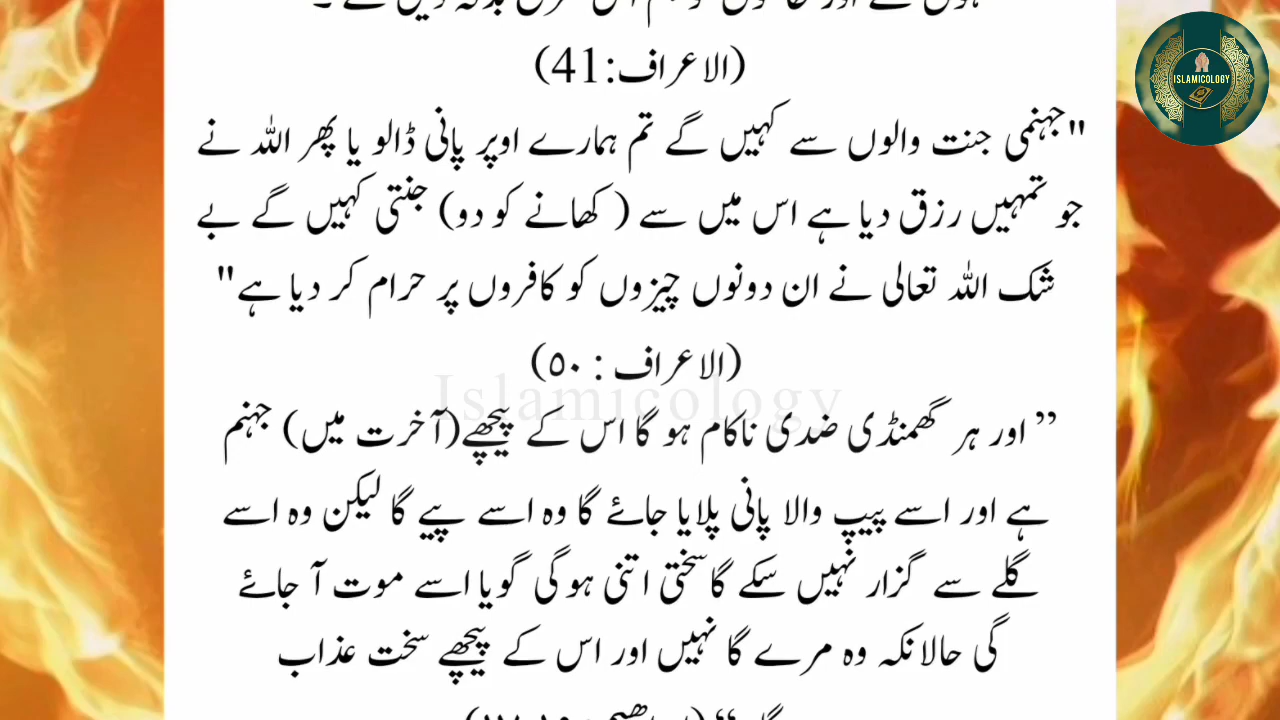 (الاعراف:41)
ISLAMICOLOGY
"جہنمی جنت والوں سے کہیں گے تم ہمارے اوپر پانی ڈالو یا پھر اللہ نے
جو تمہیں رزق دیا ہے اس میں سے ( کھانے کو دو) جنتی کہیں گے بے
شک اللہ تعالی نے ان دونوں چیزوں کو کافروں پر حرام کر دیا ہے"
(الاعراف : ٥٠)
Islamicology
” اور ہر گھمنڈی ضدی ناکام ہو گا اس کے پیچھے(آخرت میں) جہنم
ہے اور اسے پیپ والا پانی پلایا جائے گا وہ اسے پیے گا لیکن وہ اسے
گلے سے گزار نہیں سکے گا سختی اتنی ہوگی گویا اسے موت آ جائے
گی حالانکہ وہ مرے گا نہیں اور اس کے پیچھے سخت عذاب